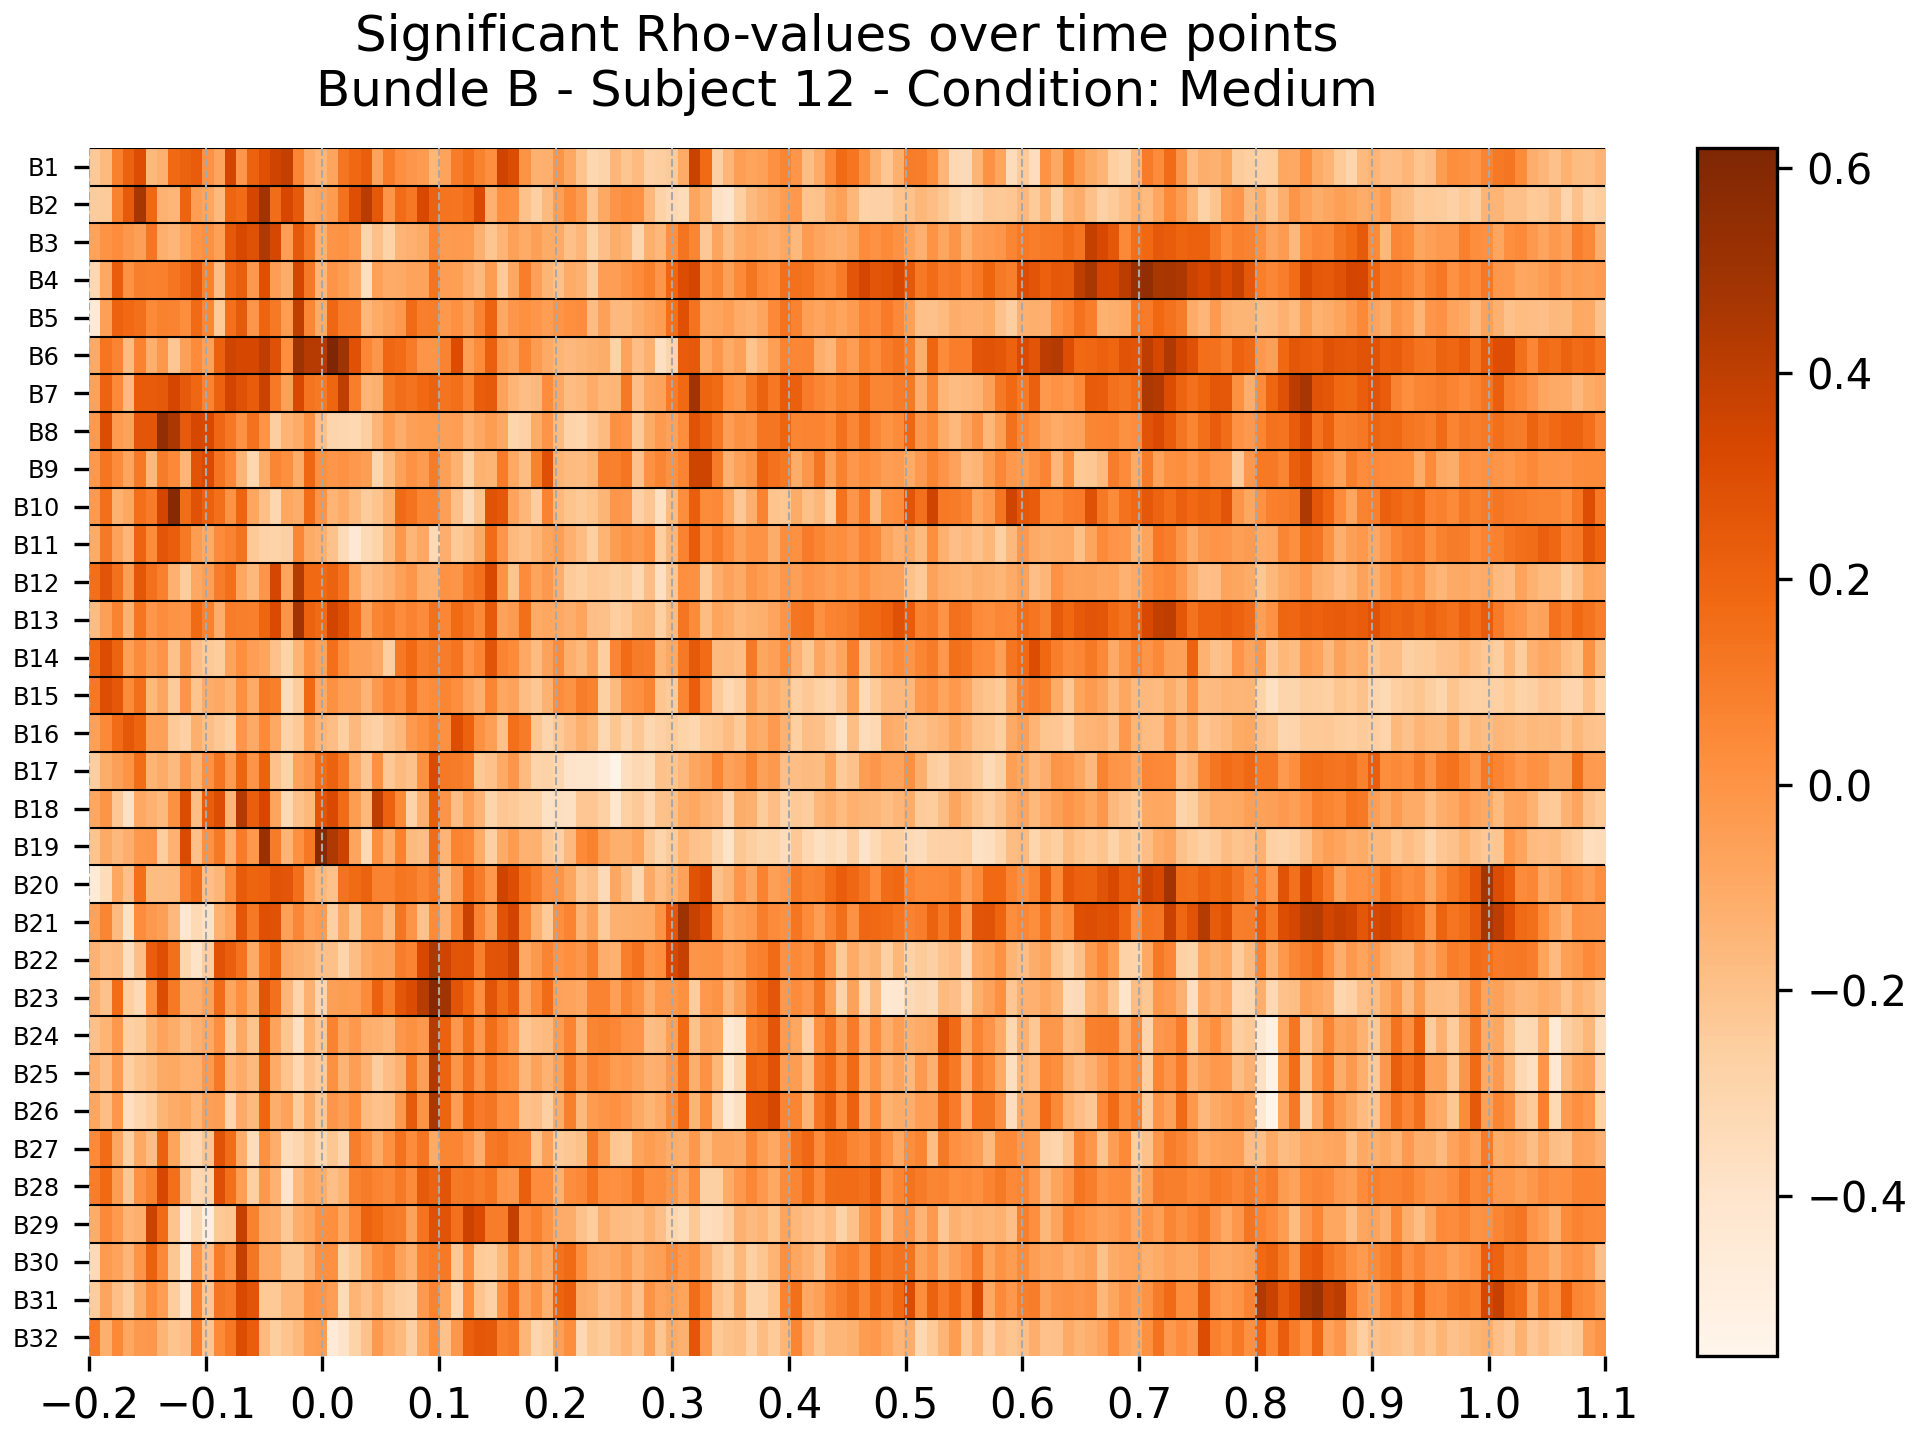 Significant Rho-values over time points
Bundle B - Subject 12 - Condition: Medium
B1
B2
B3
B4
B5
B6
B7
B8
B9
B10
B11
B12
B13
B14
B15
B16
B17
B18
B19
B20
B21
B22
B23
B24
B25
B26
B27
B28
B29
B30
B31
B32
−0.2 −0.1 0.0 0.1 0.2 0.3 0.4 0.5 0.6 0.7 0.8 0.9 1.0 1.1
0.6
0.4
0.2
0.0
−0.2
−0.4